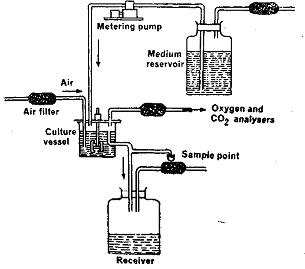 Metering pump
Medium
reservoir
Air
Air filter
Oxygen and
CO2 analysers
Culture
vessel
Sample point
Receiver